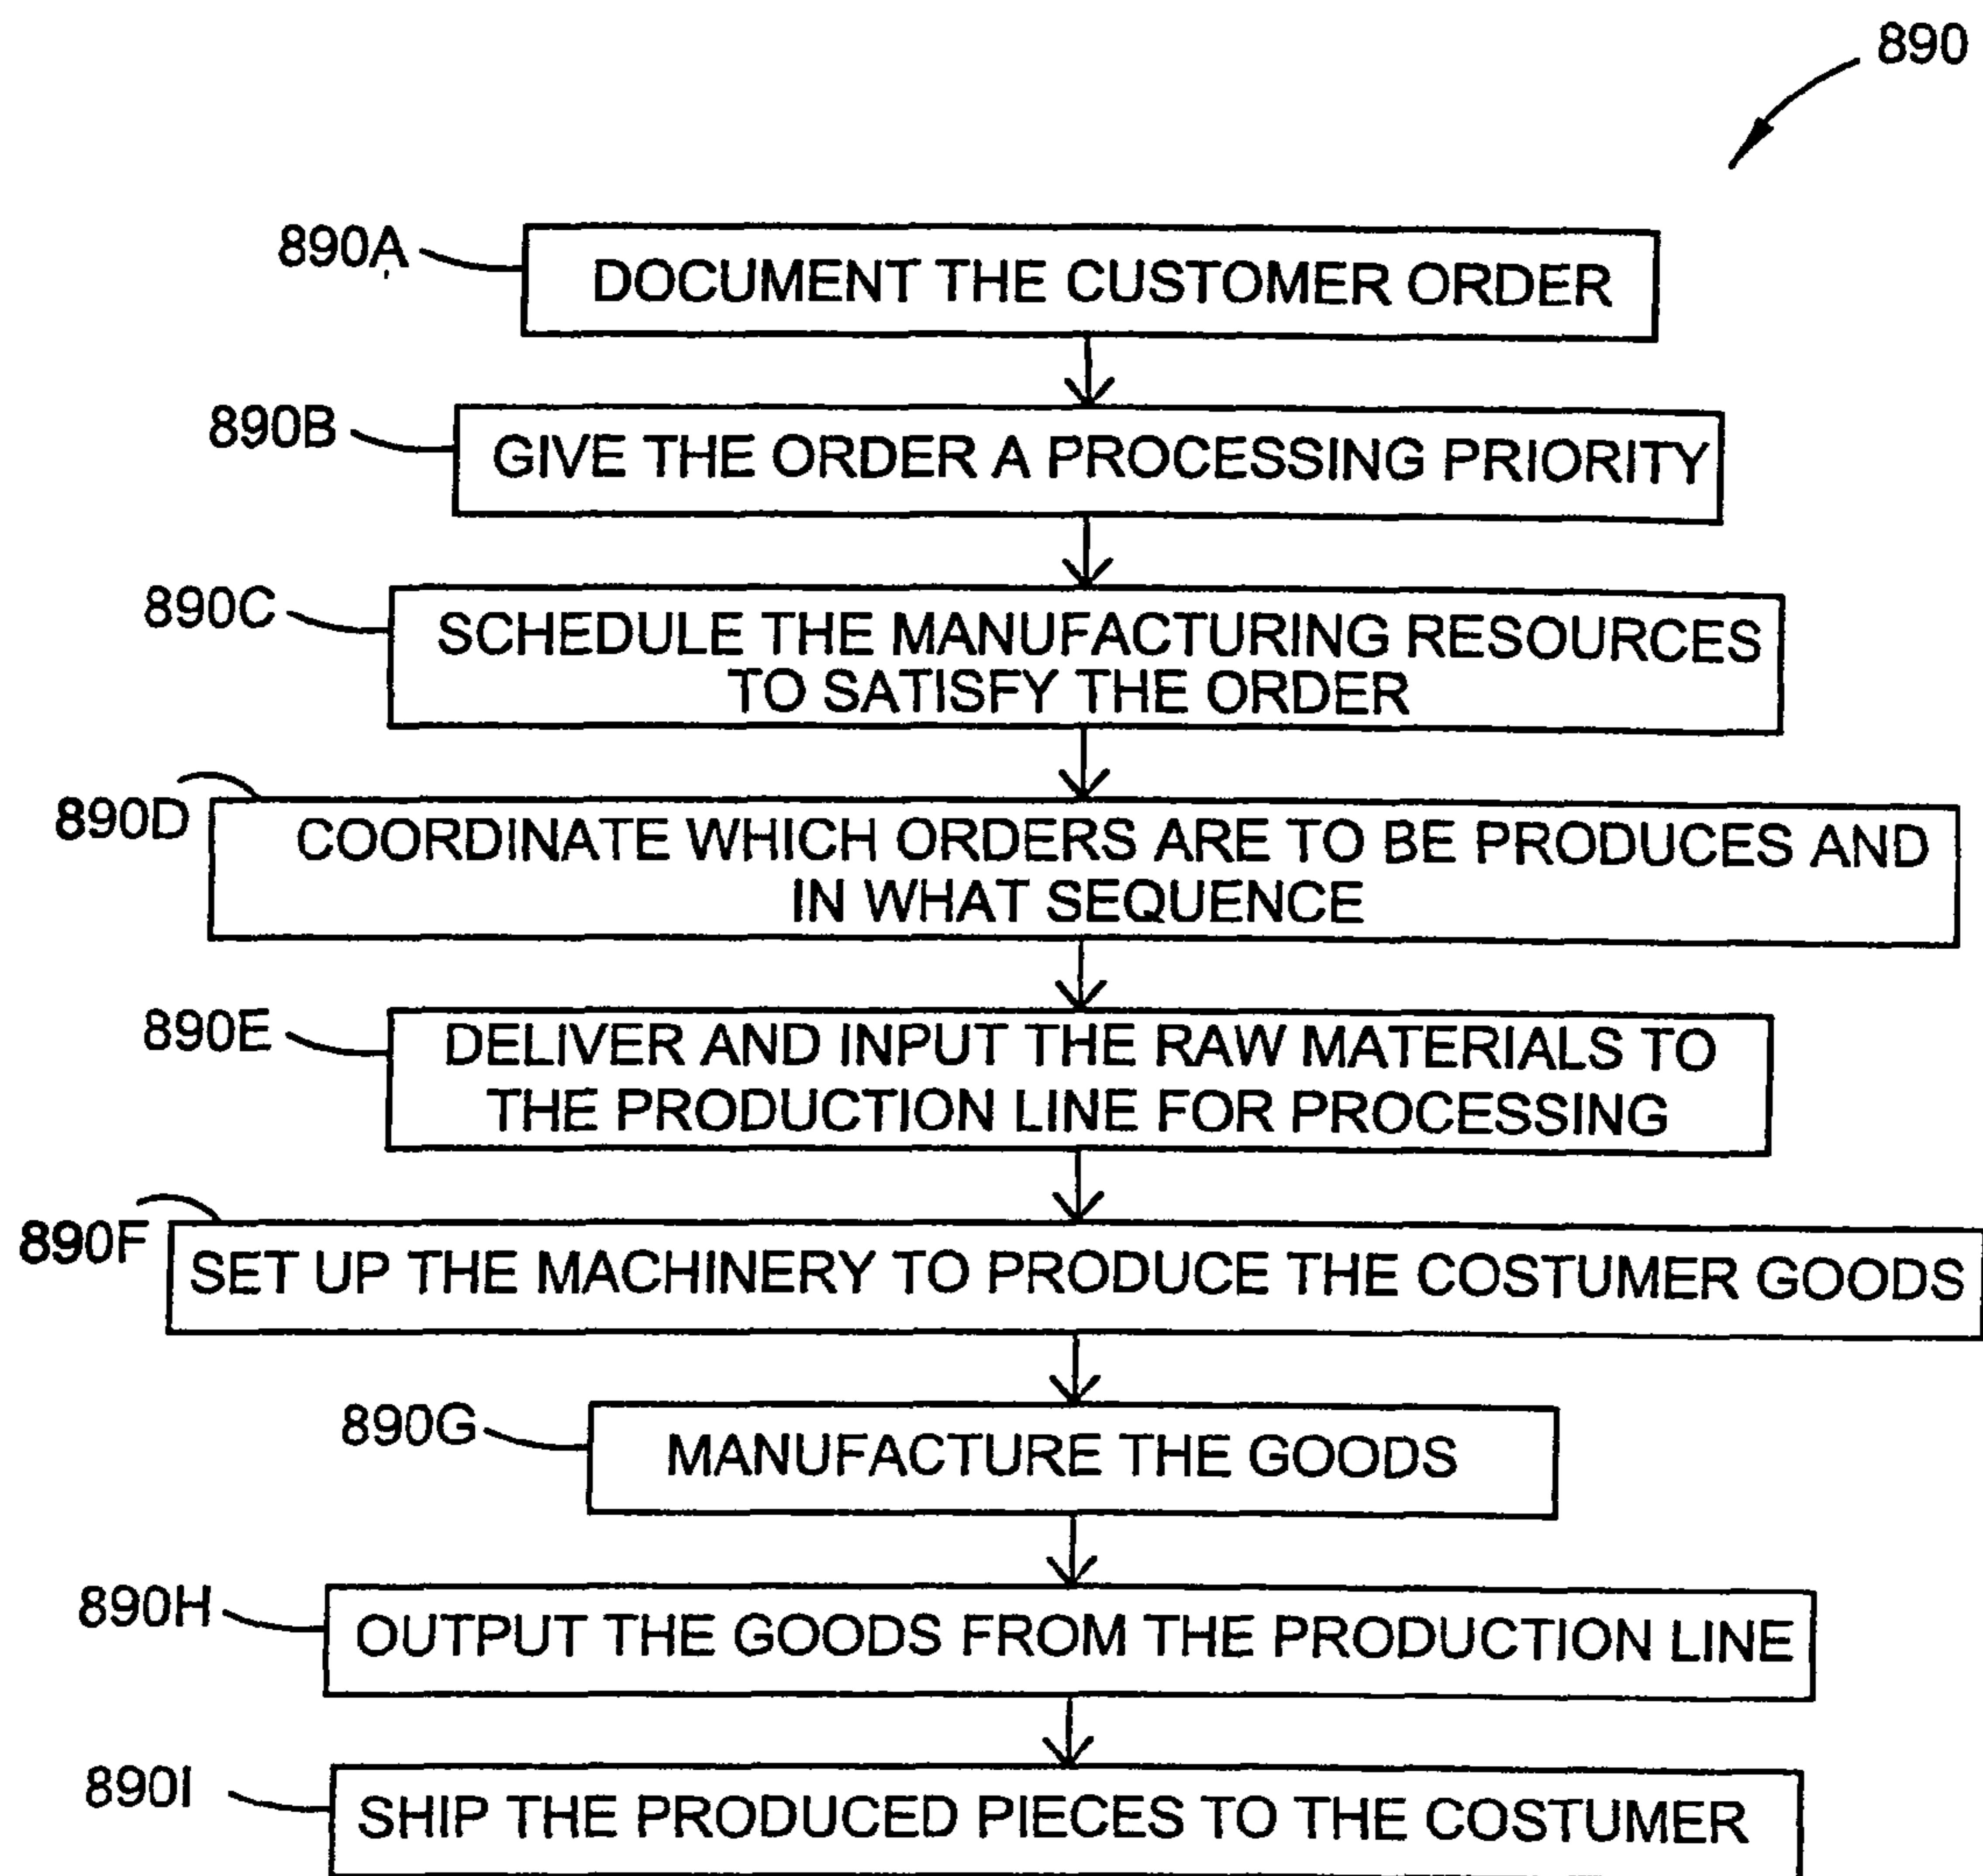 890
890A
DOCUMENT THE CUSTOMER ORDER
890B
GIVE THE ORDER A PROCESSING PRIORITY
890C
SCHEDULE THE MANUFACTURING RESOURCES
TO SATISFY THE ORDER
890D
COORDINATE WHICH ORDERS ARE TO BE PRODUCES AND
IN WHAT SEQUENCE
890E
DELIVER AND INPUT THE RAW MATERIALS TO
THE PRODUCTION LINE FOR PROCESSING
890F
SET UP THE MACHINERY TO PRODUCE THE COSTUMER GOODS
890G
MANUFACTURE THE GOODS
890H
OUTPUT THE GOODS FROM THE PRODUCTION LINE
890I
SHIP THE PRODUCED PIECES TO THE COSTUMER